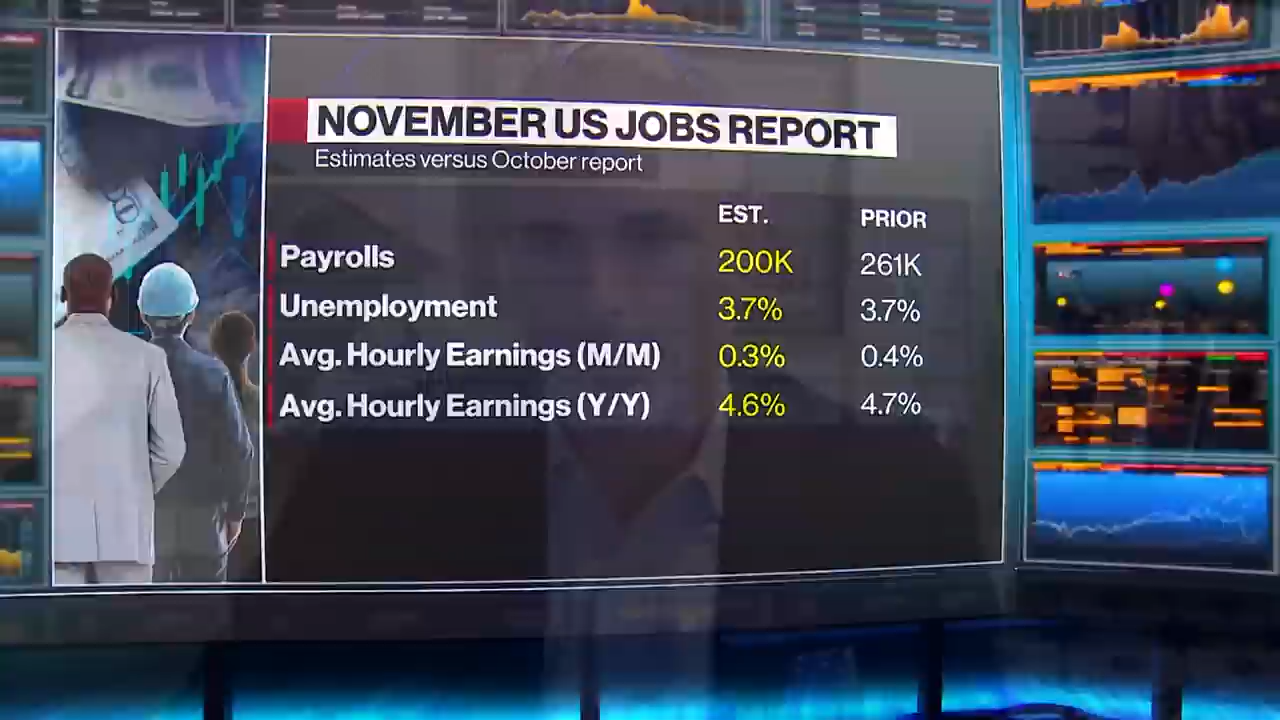 NOVEMBER US JOBS REPORT
Estimates versus October report
EST. PRIOR
Payrolls 200K 261K
Unemployment 3.7% 3.7%
Avg. Hourly Earnings (M/M) 0.3% 0.4%
Avg. Hourly Earnings (Y/Y) 4.6% 4.7%